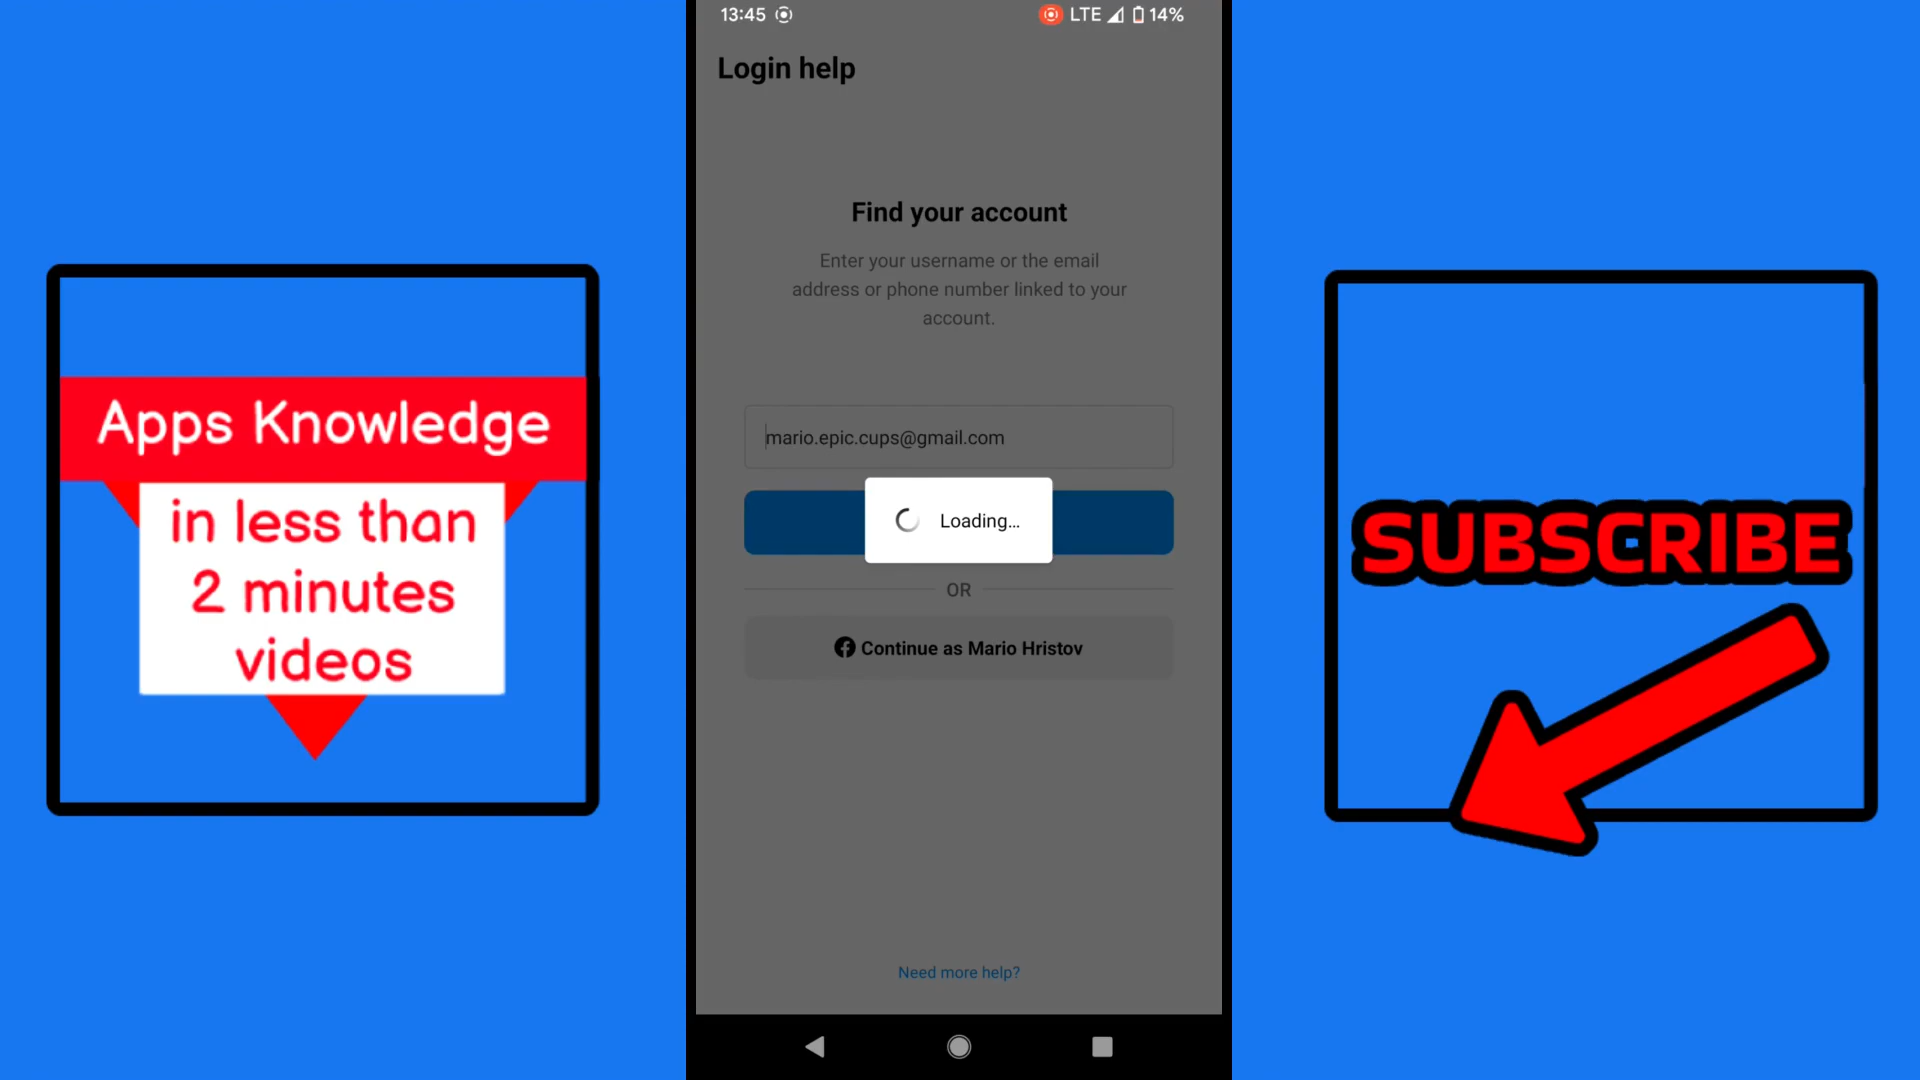 13:45
LTE 14%
Login help
Find your account
Enter your username or the email
address or phone number linked to your
account.
mario.epic.cups@gmail.com
Loading...
OR
Continue as Mario Hristov
Need more help?
Apps Knowledge
in less than
2 minutes
videos
SUBSCRIBE